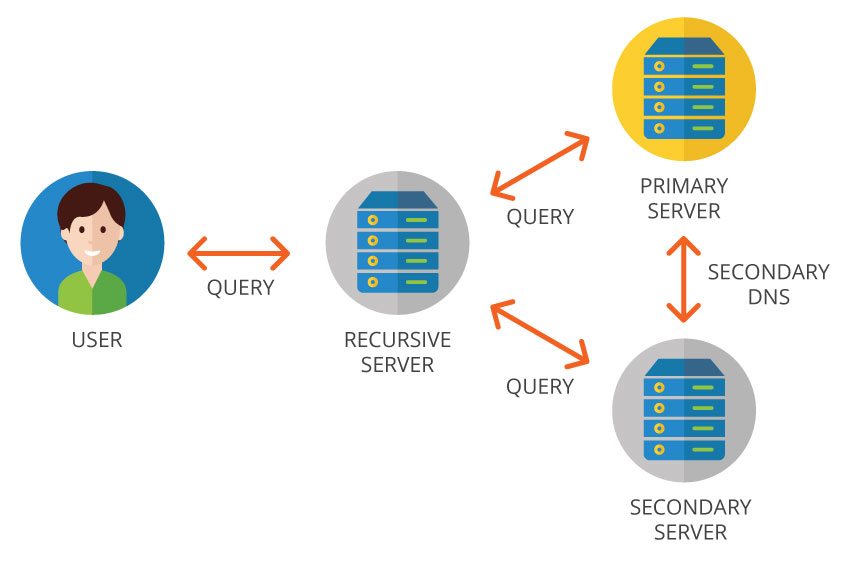 PRIMARY
SERVER
QUERY
SECONDARY
DNS
QUERY
USER
RECURSIVE
SERVER
QUERY
SECONDARY
SERVER